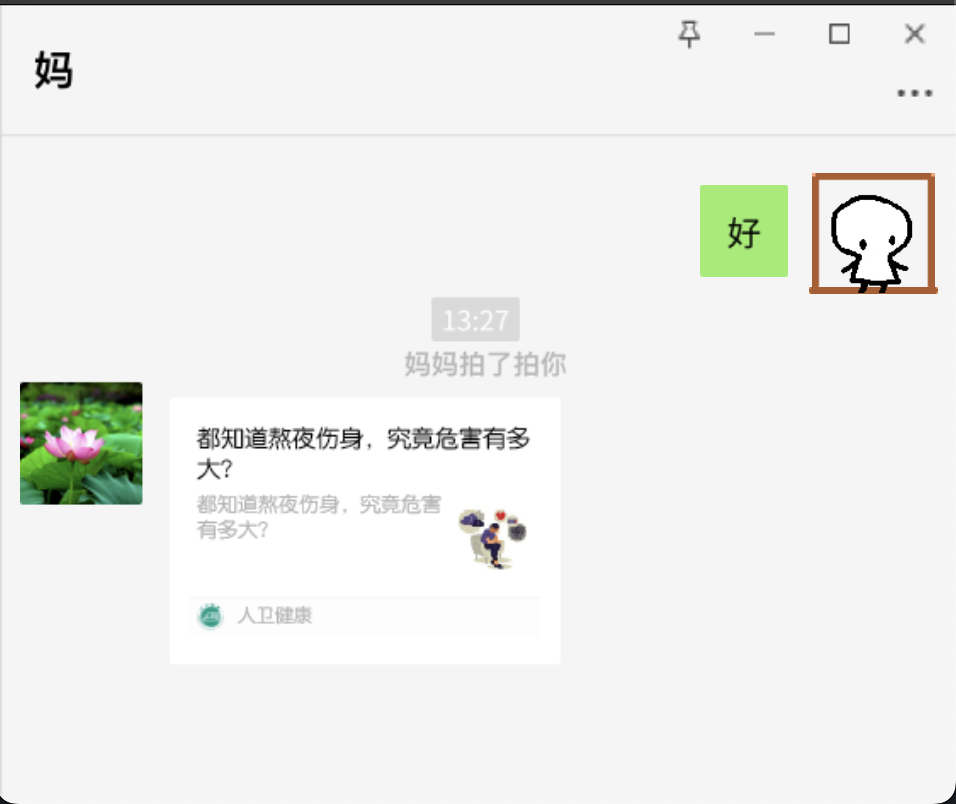 妈
好
13:27
妈妈拍了拍你
都知道熬夜伤身，究竟危害有多
大？
都知道熬夜伤身，究竟危害
有多大？
人卫健康